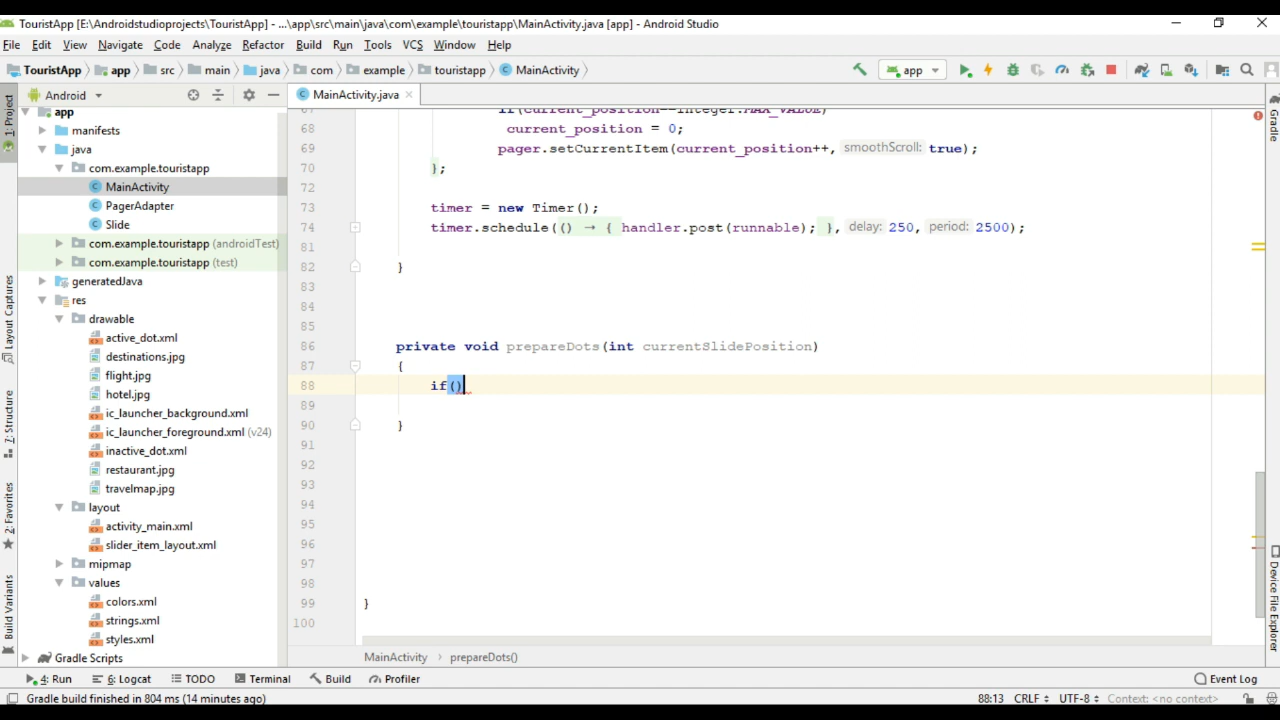 TouristApp [E:\Androidstudioprojects\TouristApp] - ...\app\src\main\java\com\example\touristapp\MainActivity.java [app] - Android Studio
File Edit View Navigate Code Analyze Refactor Build Run Tools VCS Window Help
TouristApp app src main java com example touristapp MainActivity app
Android MainActivity.java
1: Project
Layout Captures
Z: Structure
2: Favorites
Build Variants
app
manifests
java
com.example.touristapp
MainActivity
PagerAdapter
Slide
com.example.touristapp (androidTest)
com.example.touristapp (test)
generatedJava
res
drawable
active_dot.xml
destinations.jpg
flight.jpg
hotel.jpg
ic_launcher_background.xml
ic_launcher_foreground.xml (v24)
inactive_dot.xml
restaurant.jpg
travelmap.jpg
layout
activity_main.xml
slider_item_layout.xml
mipmap
values
colors.xml
strings.xml
styles.xml
Gradle Scripts
67 if(current_position==Integer.MAX_VALUE)
68 current_position = 0;
69 pager.setCurrentItem(current_position++, smoothScroll: true);
70 };
72
73 timer = new Timer();
74 timer.schedule(() → { handler.post(runnable); }, delay: 250, period: 2500);
81
82 }
83
84
85
86 private void prepareDots(int currentSlidePosition)
87 {
88 if()
89
90 }
91
92
93
94
95
96
97
98
99 }
100
MainActivity › prepareDots()
Gradle
Device File Explorer
4: Run 6: Logcat TODO Terminal Build Profiler Event Log
Gradle build finished in 804 ms (14 minutes ago) 88:13 CRLF UTF-8 Context: <no context>